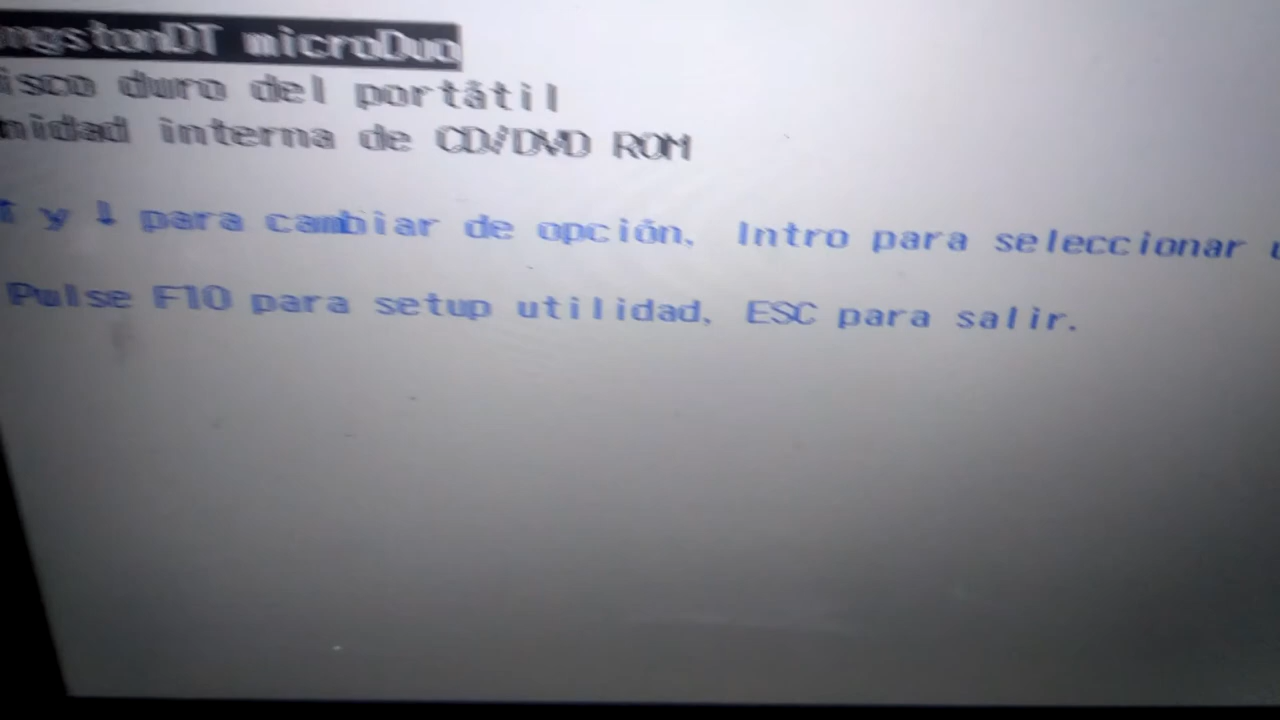 ngstonDT microDuo
isco duro del portátil
nidad interna de CD/DVD ROM
↑ y ↓ para cambiar de opción, Intro para seleccionar
Pulse F10 para setup utilidad, ESC para salir.